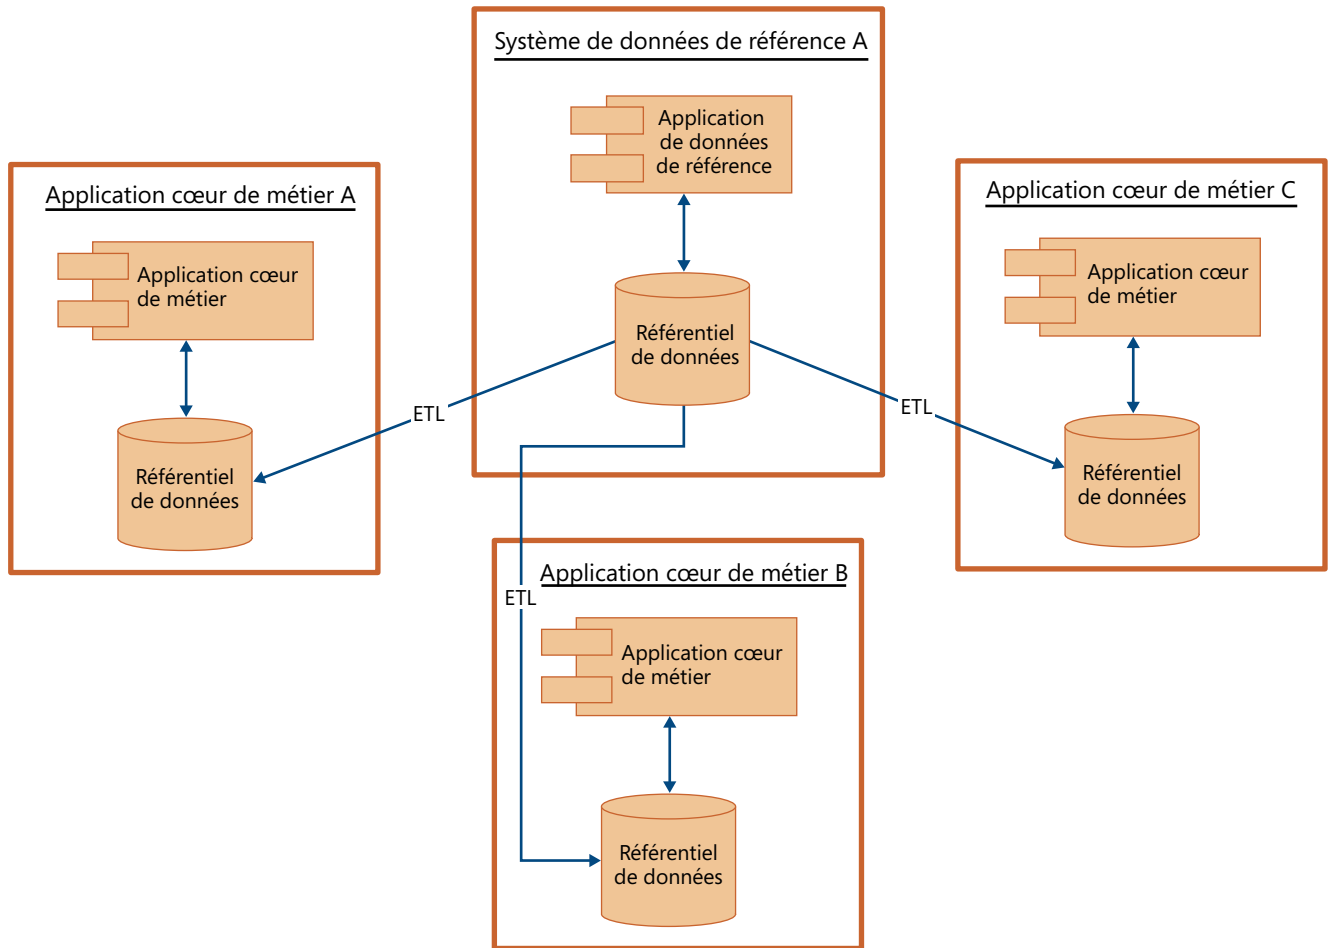 Système de données de référence A
Application
de données
de référence
Référentiel
de données
Application cœur de métier A
Application cœur
de métier
Référentiel
de données
ETL
ETL
Application cœur de métier C
Application cœur
de métier
Référentiel
de données
Application cœur de métier B
ETL
Application cœur
de métier
Référentiel
de données